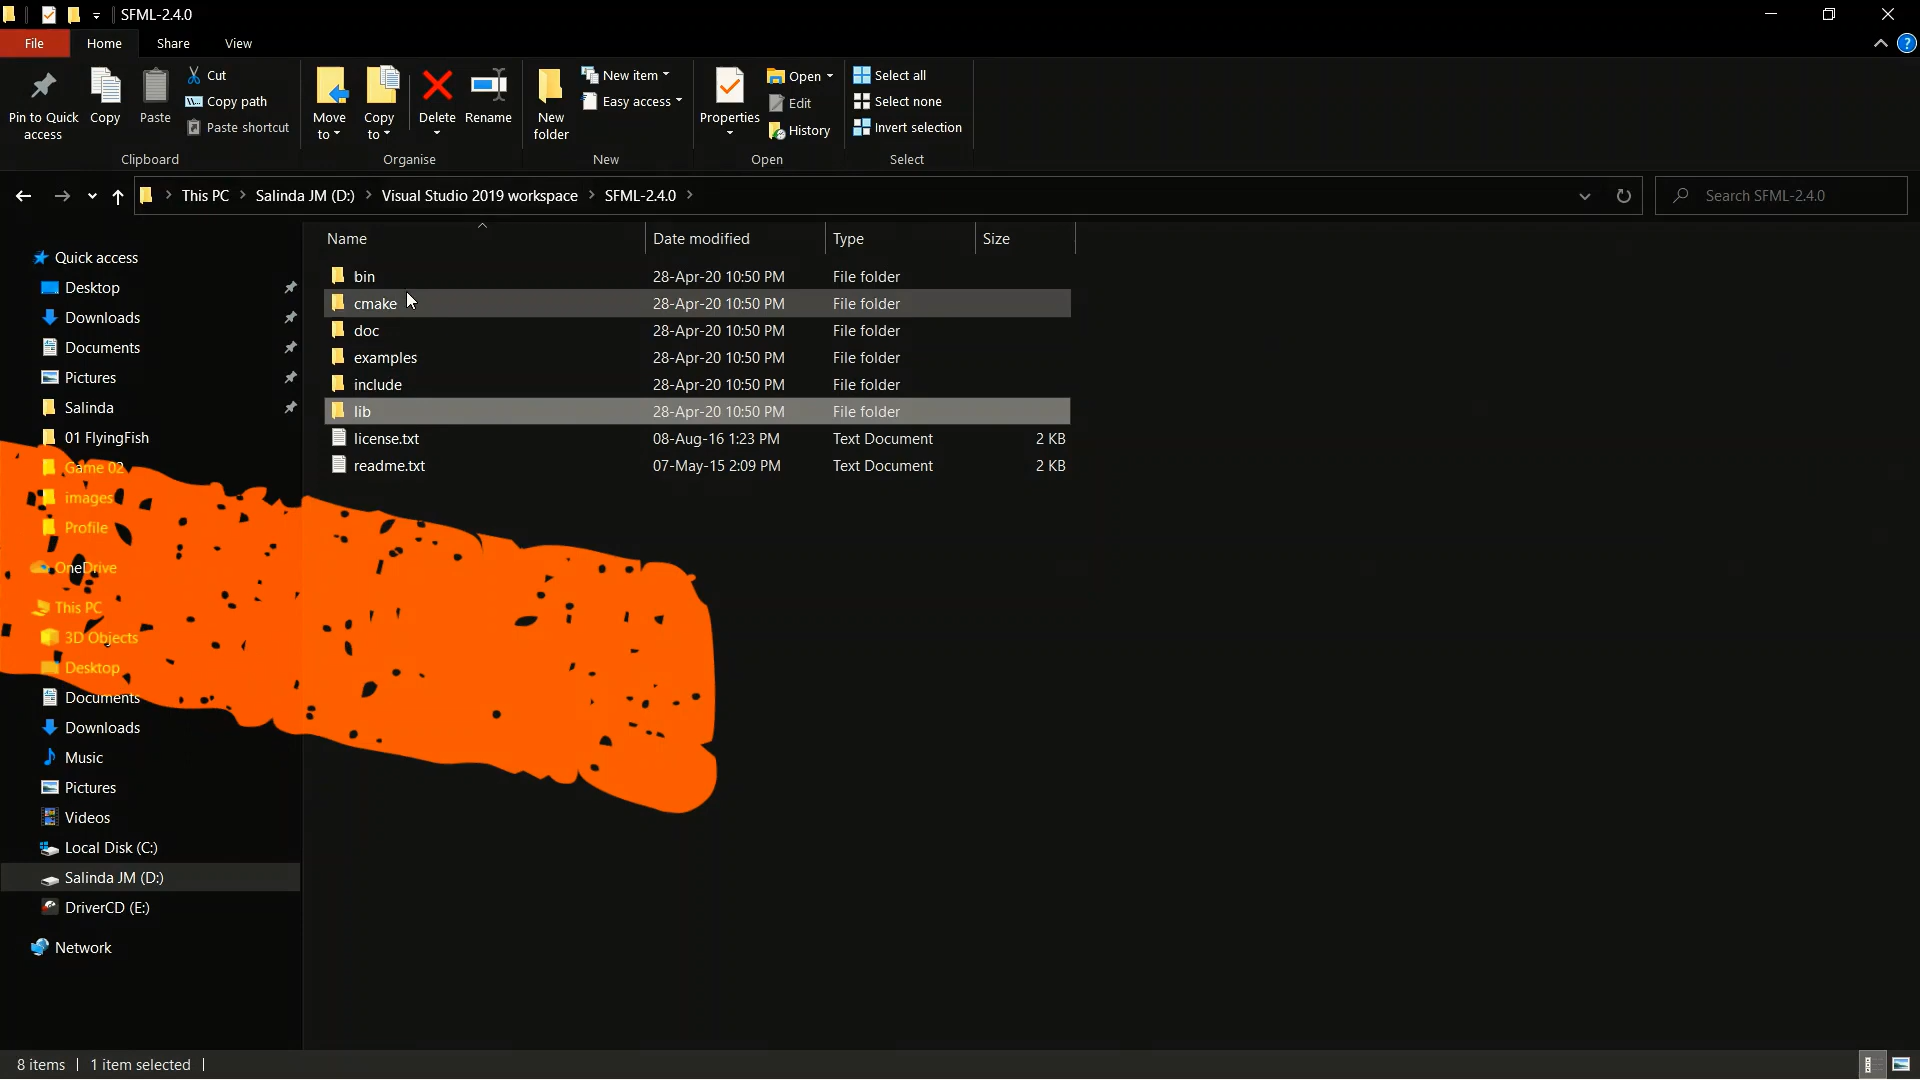 SFML-2.4.0
File Home Share View
Pin to Quick access
Copy
Paste
Cut
Copy path
Paste shortcut
Clipboard
Move to
Copy to
Delete
Rename
Organise
New folder
New item
Easy access
New
Properties
Open
Edit
History
Open
Select all
Select none
Invert selection
Select
This PC Salinda JM (D:) Visual Studio 2019 workspace SFML-2.4.0
Search SFML-2.4.0
Quick access
Desktop
Downloads
Documents
Pictures
Salinda
01 FlyingFish
Game 02
images
Profile
OneDrive
This PC
3D Objects
Desktop
Documents
Downloads
Music
Pictures
Videos
Local Disk (C:)
Salinda JM (D:)
DriverCD (E:)
Network
Name Date modified Type Size
bin 28-Apr-20 10:50 PM File folder
cmake 28-Apr-20 10:50 PM File folder
doc 28-Apr-20 10:50 PM File folder
examples 28-Apr-20 10:50 PM File folder
include 28-Apr-20 10:50 PM File folder
lib 28-Apr-20 10:50 PM File folder
license.txt 08-Aug-16 1:23 PM Text Document 2 KB
readme.txt 07-May-15 2:09 PM Text Document 2 KB
8 items 1 item selected